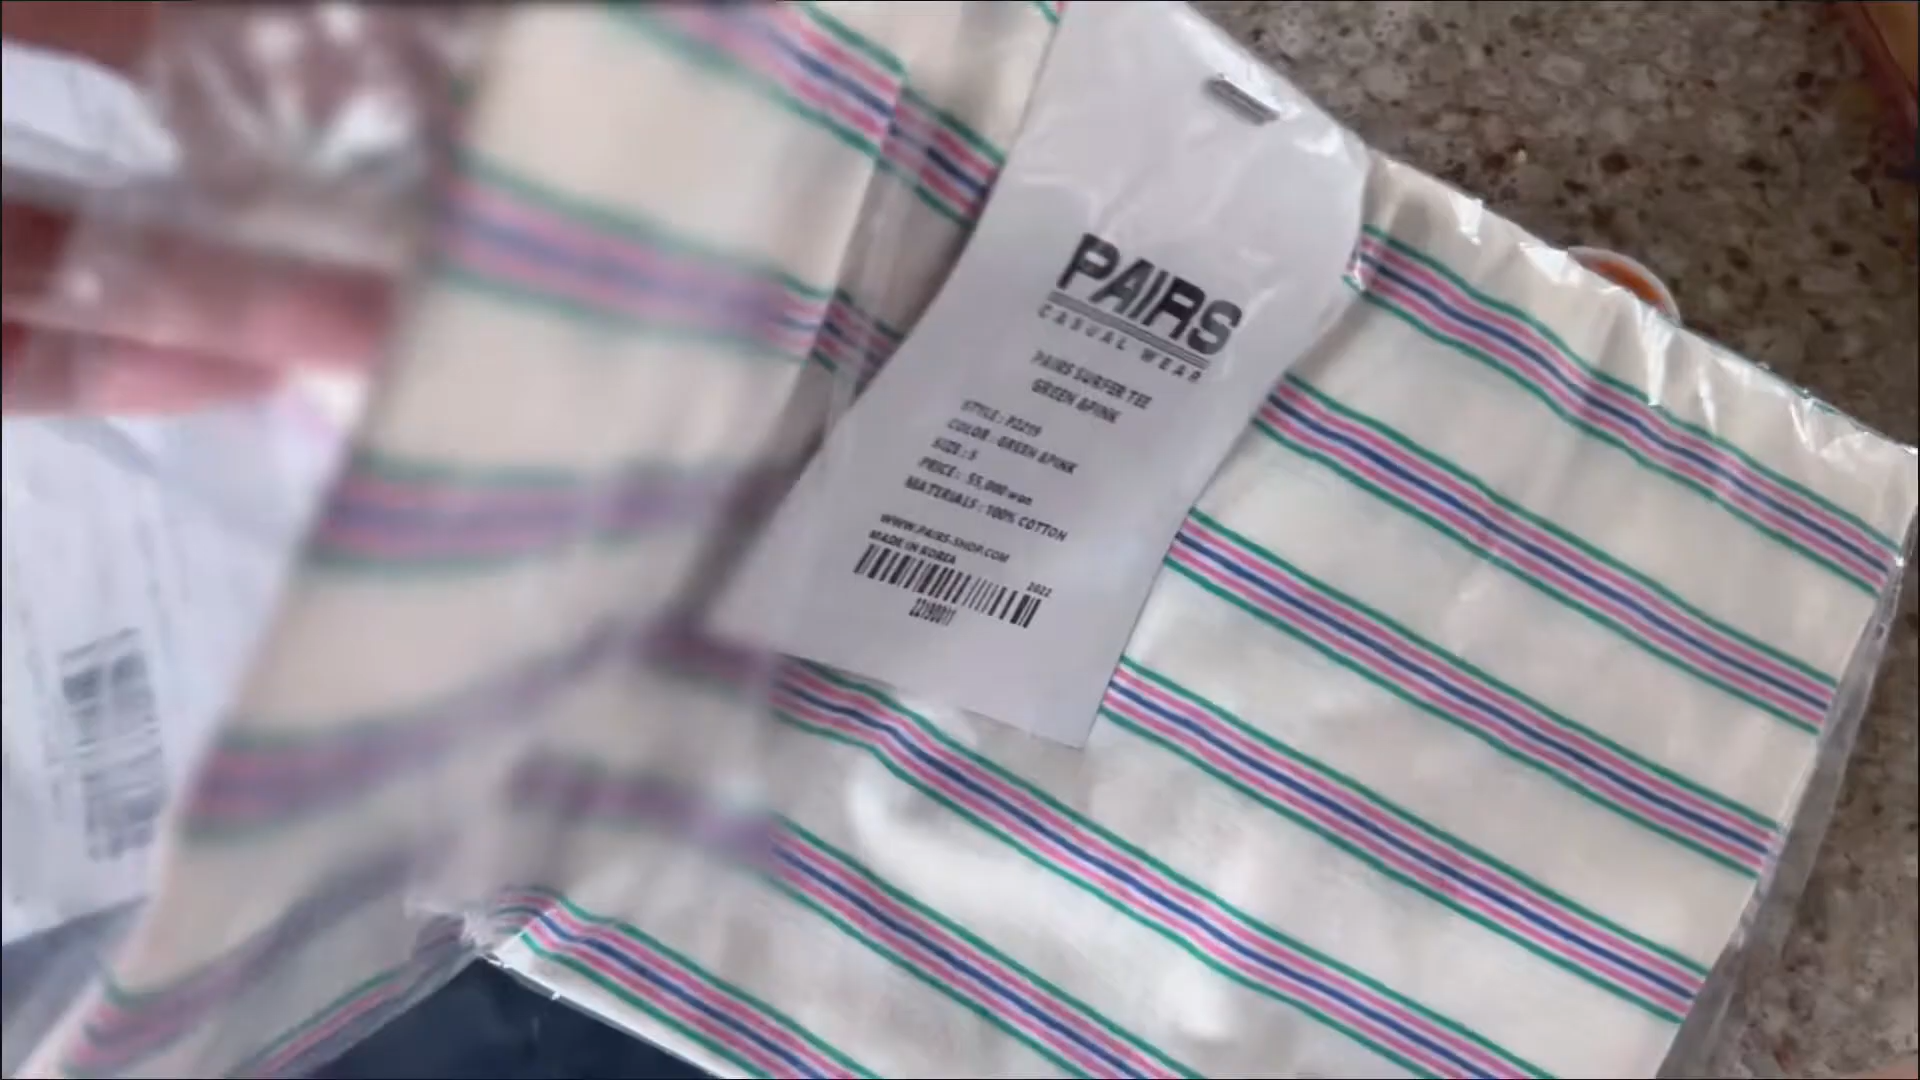 PAIRS
CASUAL WEAR
PAIRS SURFER TEE
GREEN &PINK
STYLE : P2219
COLOR : GREEN &PINK
SIZE : S
PRICE : 55,000 won
MATERIALS : 100% COTTON
WWW.PAIRS-SHOP.COM
MADE IN KOREA
2022
22190011